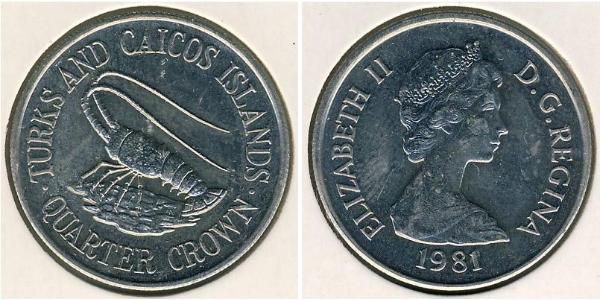 · TURKS AND CAICOS ISLANDS ·
QUARTER CROWN
ELIZABETH II
D.G. REGINA
1981